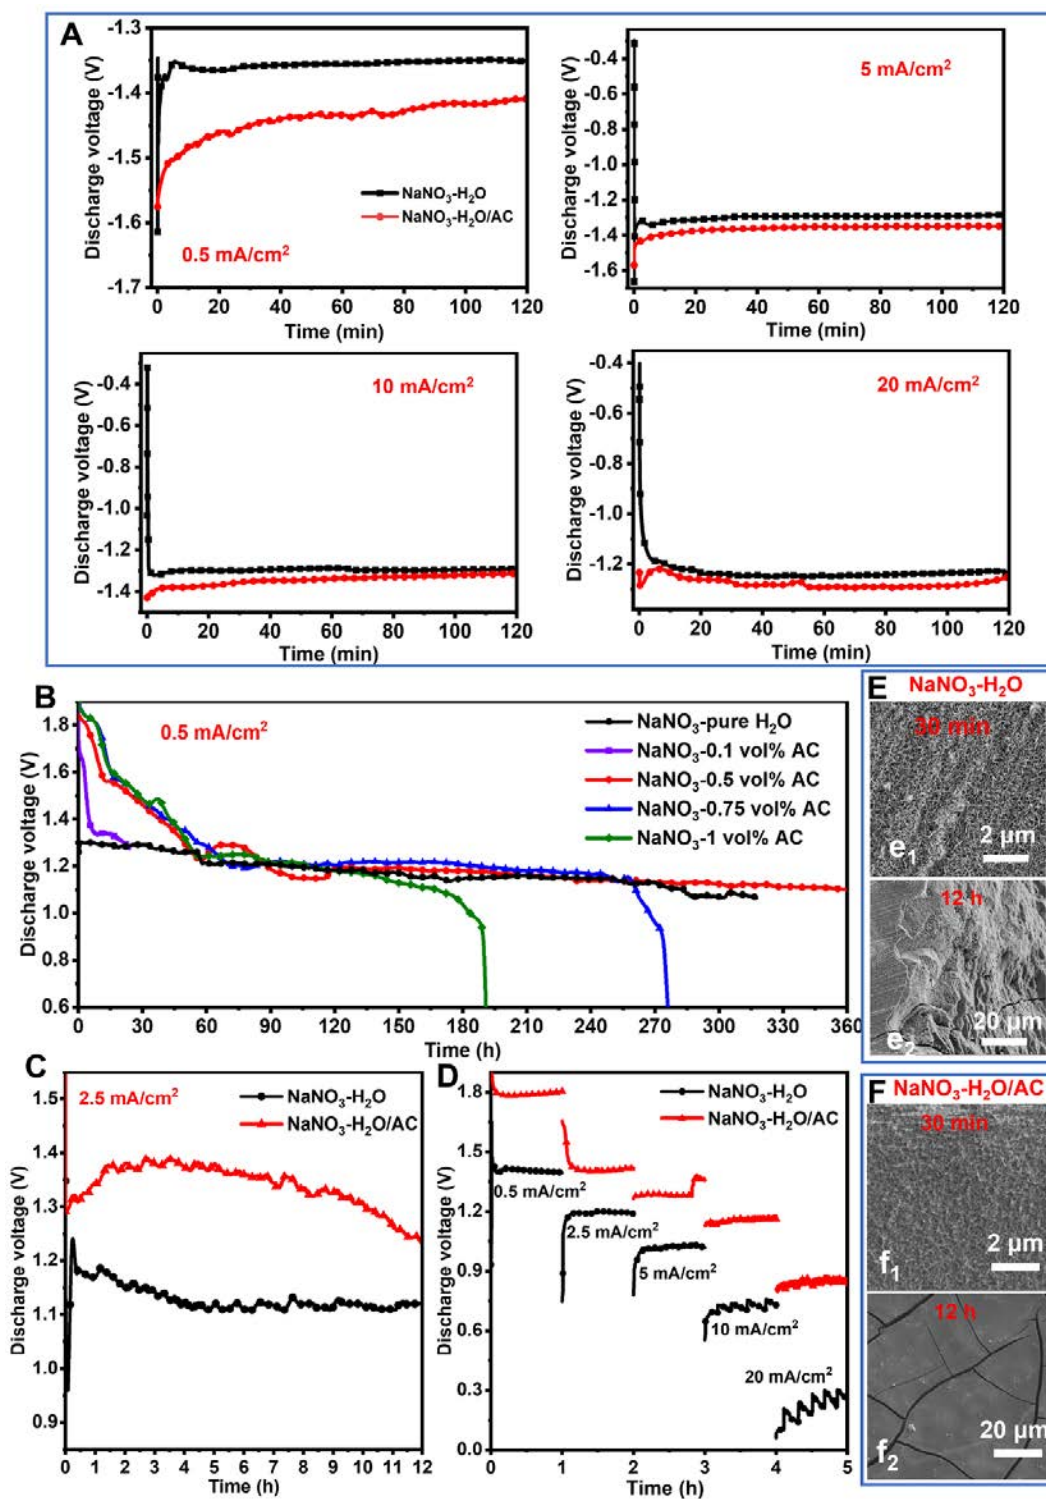 A
-1.3
-1.4
-1.5
-1.6
-1.7
Discharge voltage (V)
NaNO3-H2O
NaNO3-H2O/AC
0.5 mA/cm2
0 20 40 60 80 100 120
Time (min)
-0.4
-0.6
-0.8
-1.0
-1.2
-1.4
-1.6
Discharge voltage (V)
5 mA/cm2
0 20 40 60 80 100 120
Time (min)
-0.4
-0.6
-0.8
-1.0
-1.2
-1.4
Discharge voltage (V)
10 mA/cm2
0 20 40 60 80 100 120
Time (min)
-0.4
-0.6
-0.8
-1.0
-1.2
Discharge voltage (V)
20 mA/cm2
0 20 40 60 80 100 120
Time (min)
B
1.8
1.6
1.4
1.2
1.0
0.8
0.6
Discharge voltage (V)
0.5 mA/cm2
NaNO3-pure H2O
NaNO3-0.1 vol% AC
NaNO3-0.5 vol% AC
NaNO3-0.75 vol% AC
NaNO3-1 vol% AC
0 30 60 90 120 150 180 210 240 270 300 330 360
Time (h)
C
1.5
1.4
1.3
1.2
1.1
1.0
0.9
Discharge voltage (V)
2.5 mA/cm2
NaNO3-H2O
NaNO3-H2O/AC
0 1 2 3 4 5 6 7 8 9 10 11 12
Time (h)
D
1.8
1.5
1.2
0.9
0.6
0.3
0.0
Discharge voltage (V)
NaNO3-H2O
NaNO3-H2O/AC
0.5 mA/cm2
2.5 mA/cm2
5 mA/cm2
10 mA/cm2
20 mA/cm2
0 1 2 3 4 5
Time (h)
E
NaNO3-H2O
30 min
e1
2 µm
12 h
e2
20 µm
F
NaNO3-H2O/AC
30 min
f1
2 µm
12 h
f2
20 µm